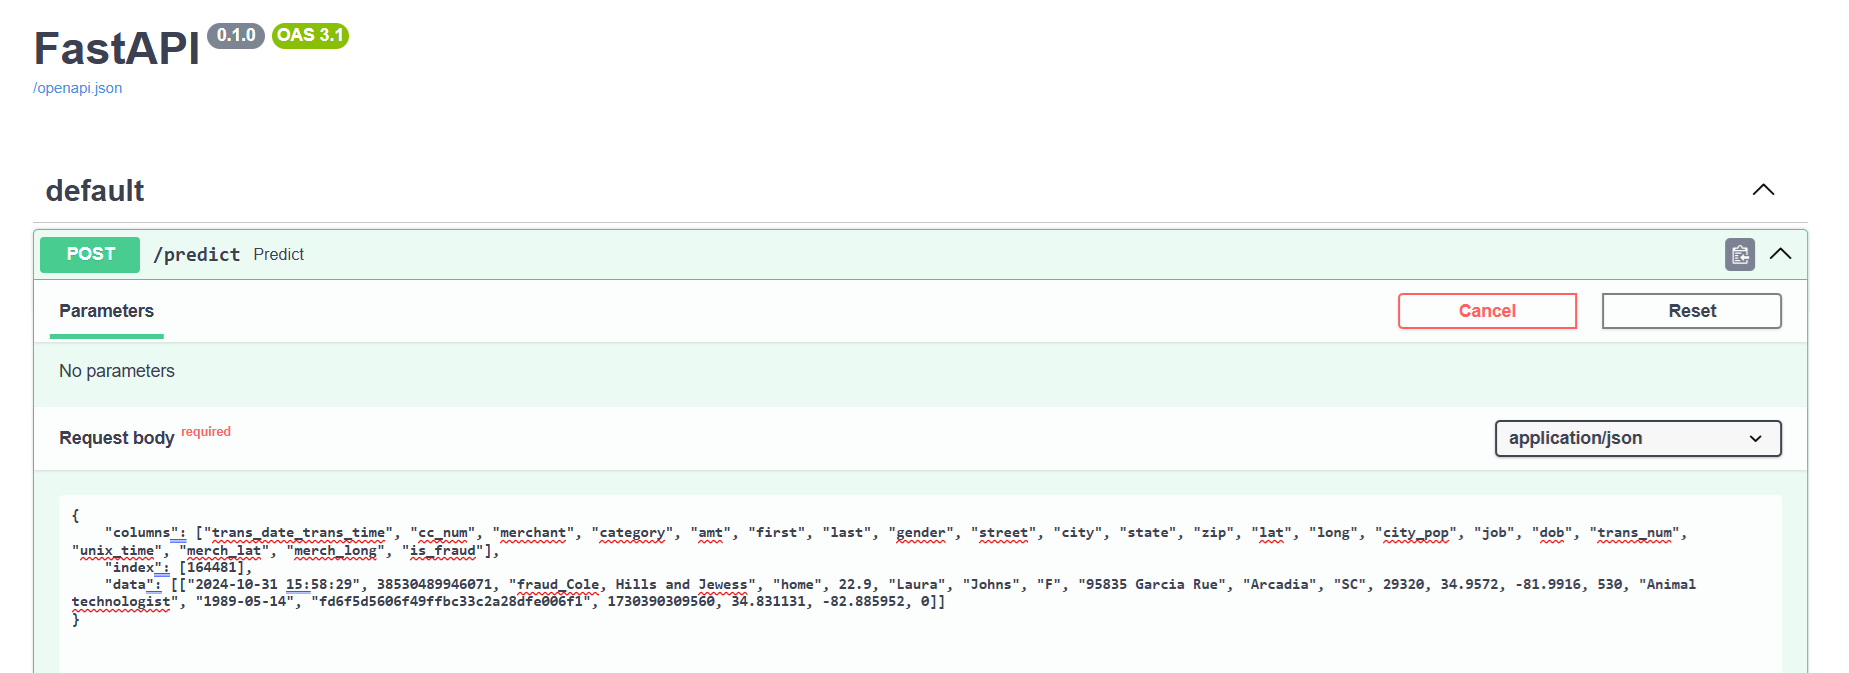 FastAPI 0.1.0 OAS 3.1
/openapi.json
default
POST /predict Predict
Parameters Cancel Reset
No parameters
Request body required application/json
{
"columns": ["trans_date_trans_time", "cc_num", "merchant", "category", "amt", "first", "last", "gender", "street", "city", "state", "zip", "lat", "long", "city_pop", "job", "dob", "trans_num",
"unix_time", "merch_lat", "merch_long", "is_fraud"],
"index": [164481],
"data": [["2024-10-31 15:58:29", 38530489946071, "fraud_Cole, Hills and Jewess", "home", 22.9, "Laura", "Johns", "F", "95835 Garcia Rue", "Arcadia", "SC", 29320, 34.9572, -81.9916, 530, "Animal
technologist", "1989-05-14", "fd6f5d5606f49ffbc33c2a28dfe006f1", 1730390309560, 34.831131, -82.885952, 0]]
}